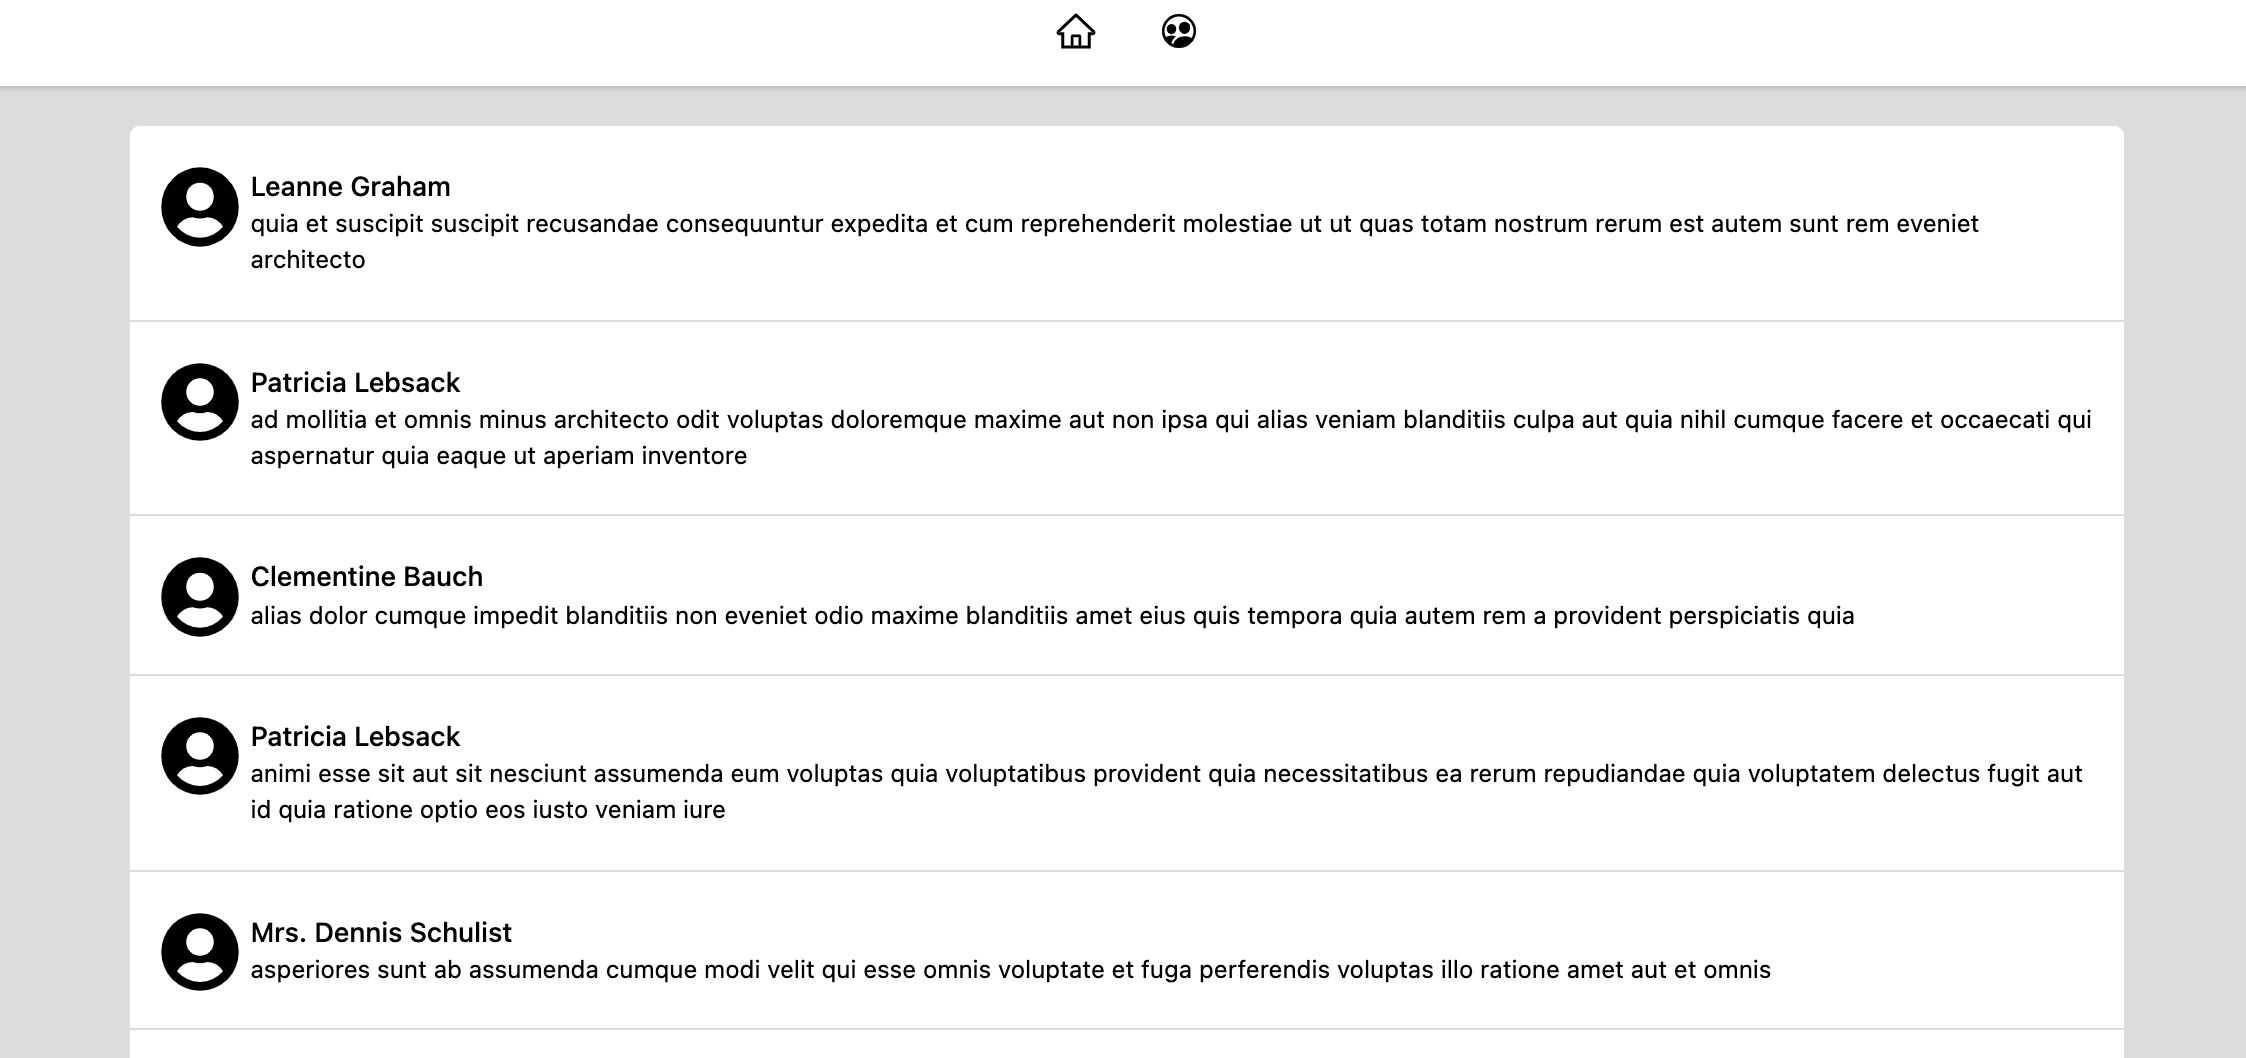 Leanne Graham
quia et suscipit suscipit recusandae consequuntur expedita et cum reprehenderit molestiae ut ut quas totam nostrum rerum est autem sunt rem eveniet
architecto
Patricia Lebsack
ad mollitia et omnis minus architecto odit voluptas doloremque maxime aut non ipsa qui alias veniam blanditiis culpa aut quia nihil cumque facere et occaecati qui
aspernatur quia eaque ut aperiam inventore
Clementine Bauch
alias dolor cumque impedit blanditiis non eveniet odio maxime blanditiis amet eius quis tempora quia autem rem a provident perspiciatis quia
Patricia Lebsack
animi esse sit aut sit nesciunt assumenda eum voluptas quia voluptatibus provident quia necessitatibus ea rerum repudiandae quia voluptatem delectus fugit aut
id quia ratione optio eos iusto veniam iure
Mrs. Dennis Schulist
asperiores sunt ab assumenda cumque modi velit qui esse omnis voluptate et fuga perferendis voluptas illo ratione amet aut et omnis